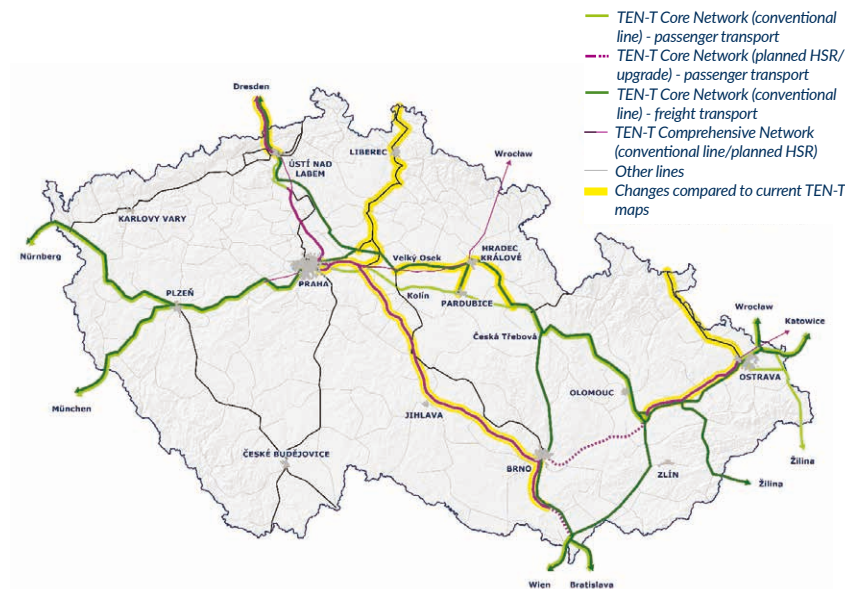 TEN-T Core Network (conventional
line) - passenger transport
TEN-T Core Network (planned HSR/
upgrade) - passenger transport
TEN-T Core Network (conventional
line) - freight transport
TEN-T Comprehensive Network
(conventional line/planned HSR)
Other lines
Changes compared to current TEN-T
maps
Dresden
ÚSTÍ NAD
LABEM
LIBEREC
Wrocław
KARLOVY VARY
Nürnberg
PRAHA
Velký Osek
HRADEC
KRÁLOVÉ
PLZEŇ
Kolín
PARDUBICE
Wrocław
Katowice
Česká Třebová
OSTRAVA
München
JIHLAVA
OLOMOUC
ČESKÉ BUDĚJOVICE
BRNO
ZLÍN
Žilina
Žilina
Wien
Bratislava